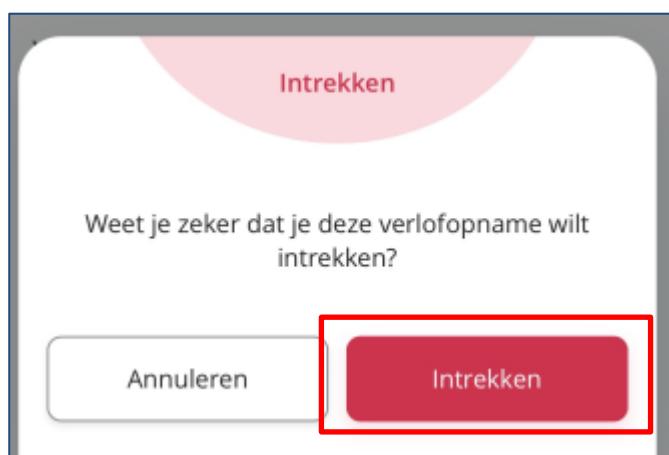 Intrekken
Weet je zeker dat je deze verlofopname wilt
intrekken?
Annuleren
Intrekken